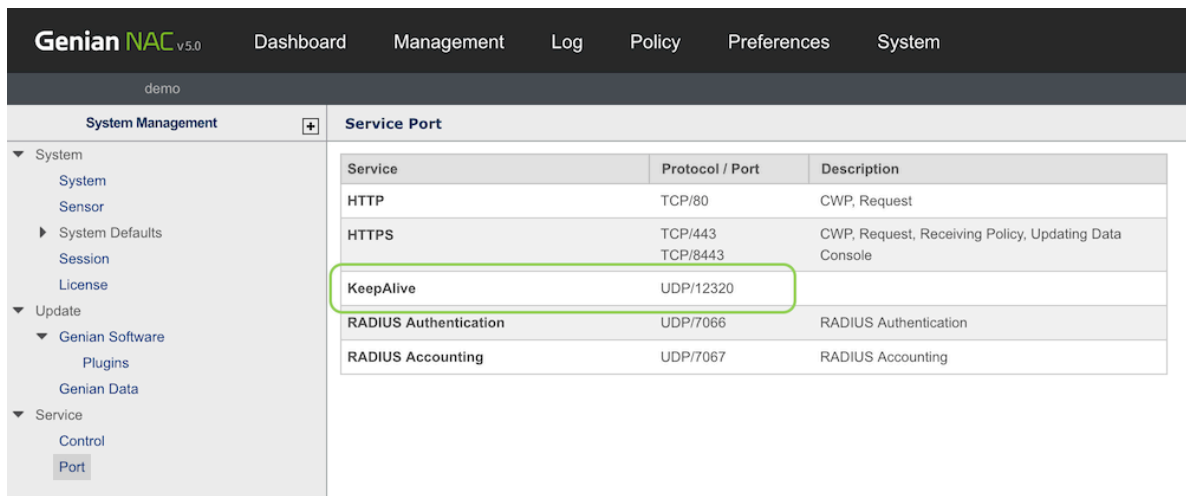 Genian NAC v5.0 Dashboard Management Log Policy Preferences System
demo
System Management
System
System
Sensor
System Defaults
Session
License
Update
Genian Software
Plugins
Genian Data
Service
Control
Port
Service Port
Service Protocol / Port Description
HTTP TCP/80 CWP, Request
HTTPS TCP/443 CWP, Request, Receiving Policy, Updating Data
TCP/8443 Console
KeepAlive UDP/12320
RADIUS Authentication UDP/7066 RADIUS Authentication
RADIUS Accounting UDP/7067 RADIUS Accounting